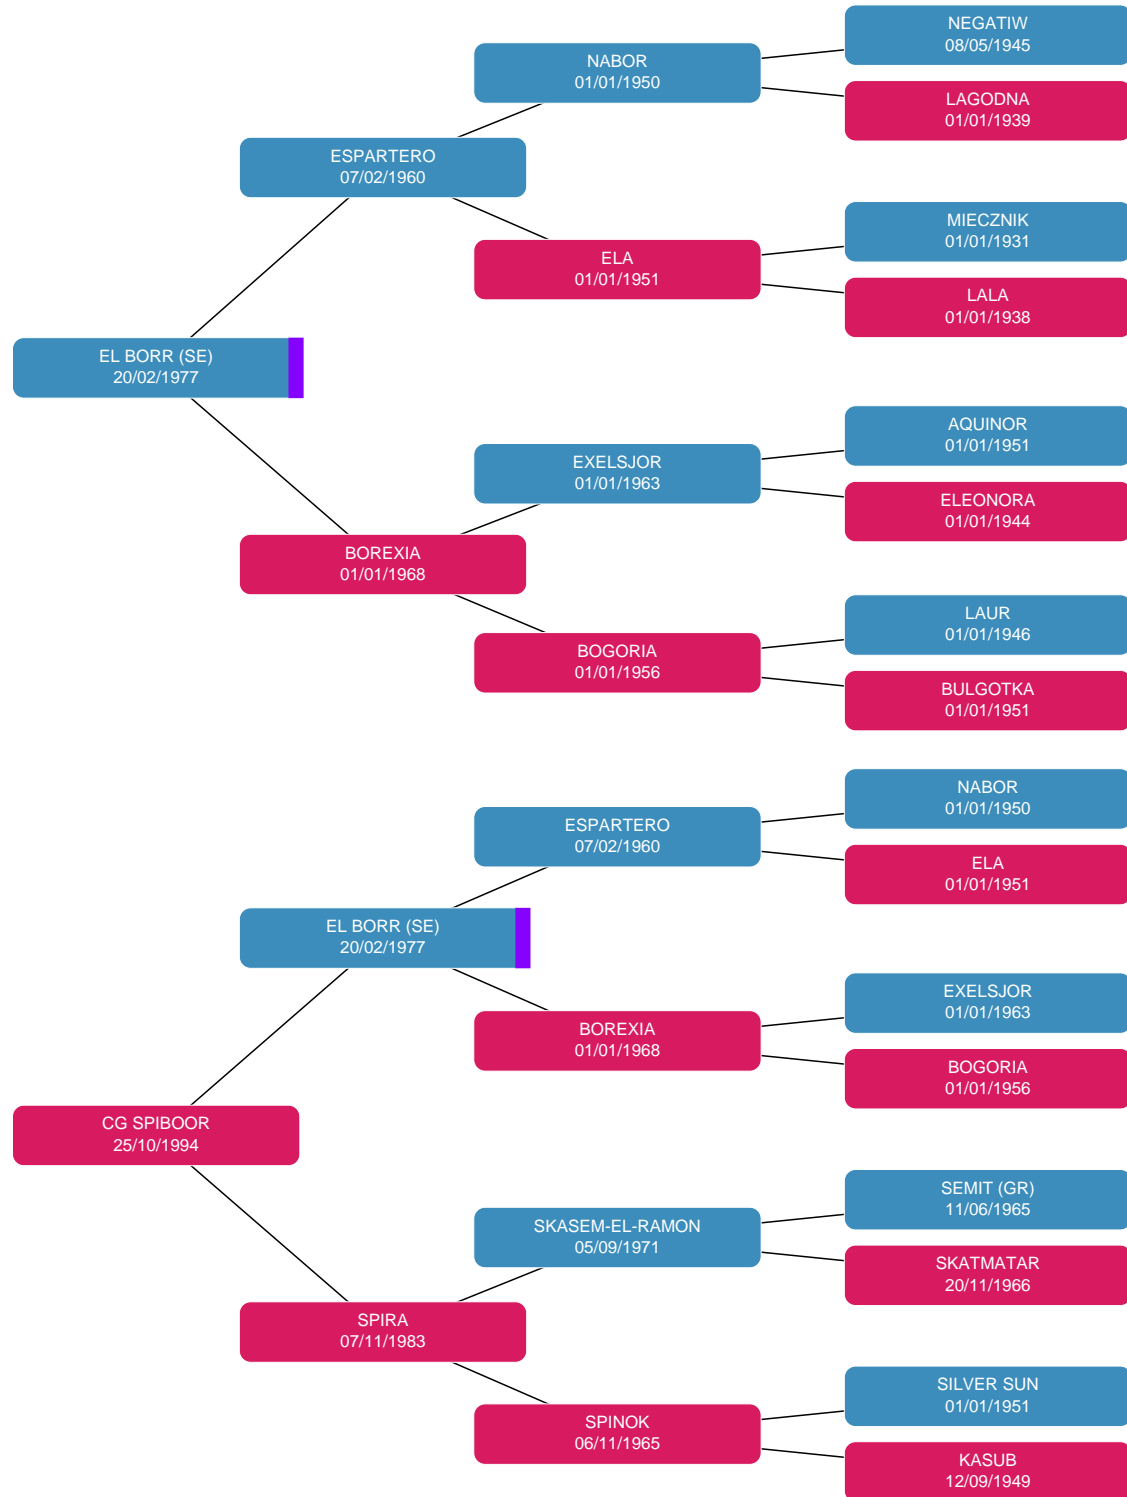 NEGATIW
08/05/1945
NABOR
01/01/1950
LAGODNA
01/01/1939
ESPARTERO
07/02/1960
MIECZNIK
01/01/1931
ELA
01/01/1951
LALA
01/01/1938
EL BORR (SE)
20/02/1977
AQUINOR
01/01/1951
EXELSJOR
01/01/1963
ELEONORA
01/01/1944
BOREXIA
01/01/1968
LAUR
01/01/1946
BOGORIA
01/01/1956
BULGOTKA
01/01/1951
NABOR
01/01/1950
ESPARTERO
07/02/1960
ELA
01/01/1951
EL BORR (SE)
20/02/1977
EXELSJOR
01/01/1963
BOREXIA
01/01/1968
BOGORIA
01/01/1956
CG SPIBOOR
25/10/1994
SEMIT (GR)
11/06/1965
SKASEM-EL-RAMON
05/09/1971
SKATMATAR
20/11/1966
SPIRA
07/11/1983
SILVER SUN
01/01/1951
SPINOK
06/11/1965
KASUB
12/09/1949